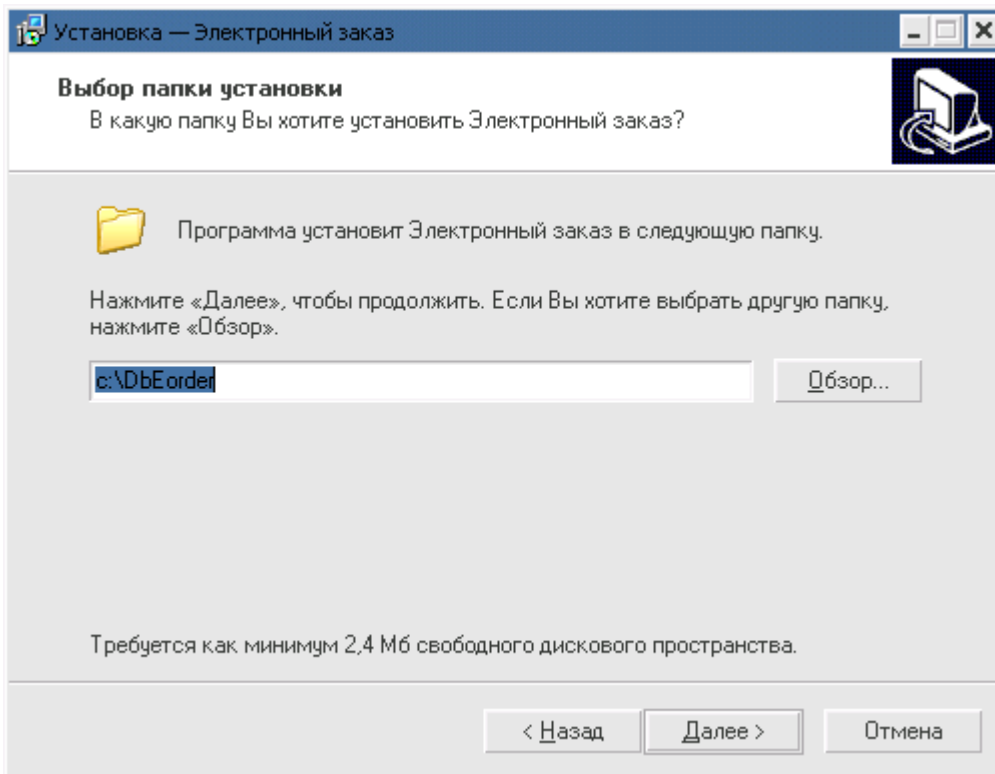 Установка — Электронный заказ
Выбор папки установки
В какую папку Вы хотите установить Электронный заказ?
Программа установит Электронный заказ в следующую папку.
Нажмите «Далее», чтобы продолжить. Если Вы хотите выбрать другую папку,
нажмите «Обзор».
c:\DbEorder
Обзор...
Требуется как минимум 2,4 Мб свободного дискового пространства.
< Назад
Далее >
Отмена